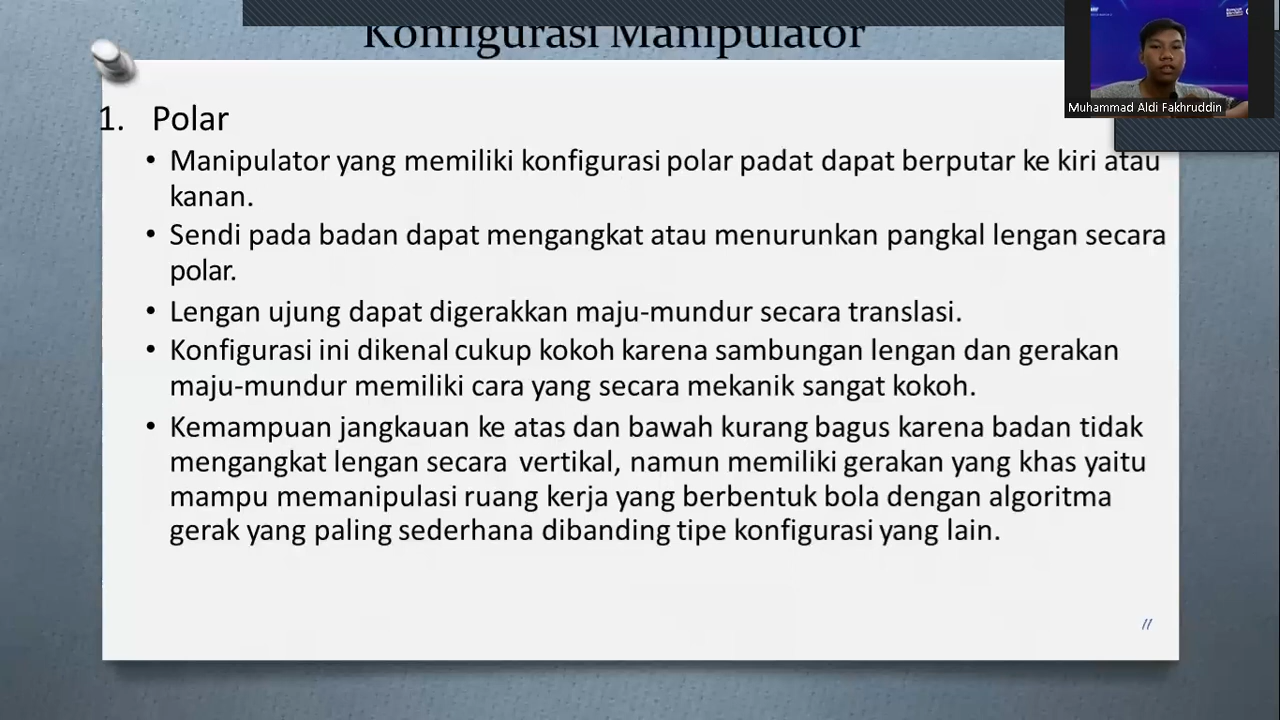 Konfigurasi Manipulator
Muhammad Aldi Fakhruddin
1. Polar
• Manipulator yang memiliki konfigurasi polar padat dapat berputar ke kiri atau
kanan.
• Sendi pada badan dapat mengangkat atau menurunkan pangkal lengan secara
polar.
• Lengan ujung dapat digerakkan maju-mundur secara translasi.
• Konfigurasi ini dikenal cukup kokoh karena sambungan lengan dan gerakan
maju-mundur memiliki cara yang secara mekanik sangat kokoh.
• Kemampuan jangkauan ke atas dan bawah kurang bagus karena badan tidak
mengangkat lengan secara vertikal, namun memiliki gerakan yang khas yaitu
mampu memanipulasi ruang kerja yang berbentuk bola dengan algoritma
gerak yang paling sederhana dibanding tipe konfigurasi yang lain.
11